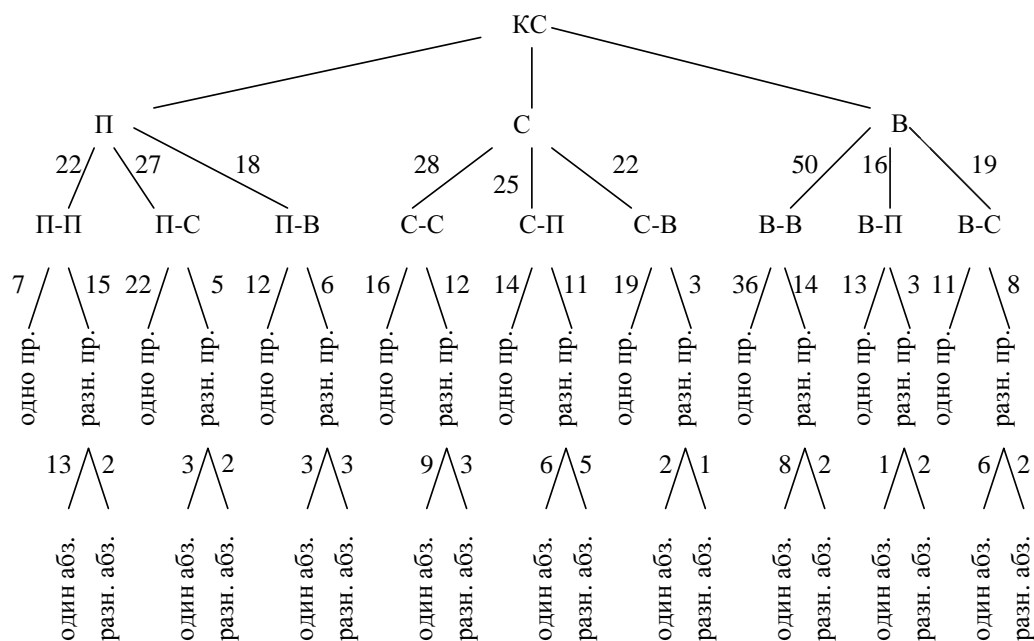 КС
П С В
22 27 18 28 25 22 50 16 19
П-П П-С П-В С-С С-П С-В В-В В-П В-С
7 15 22 5 12 6 16 12 14 11 19 3 36 14 13 3 11 8
одно пр. разн. пр. одно пр. разн. пр. одно пр. разн. пр. одно пр. разн. пр. одно пр. разн. пр. одно пр. разн. пр. одно пр. разн. пр. одно пр. разн. пр. одно пр. разн. пр.
13 2 3 2 3 3 9 3 6 5 2 1 8 2 1 2 6 2
один абз. разн. абз. один абз. разн. абз. один абз. разн. абз. один абз. разн. абз. один абз. разн. абз. один абз. разн. абз. один абз. разн. абз. один абз. разн. абз. один абз. разн. абз.